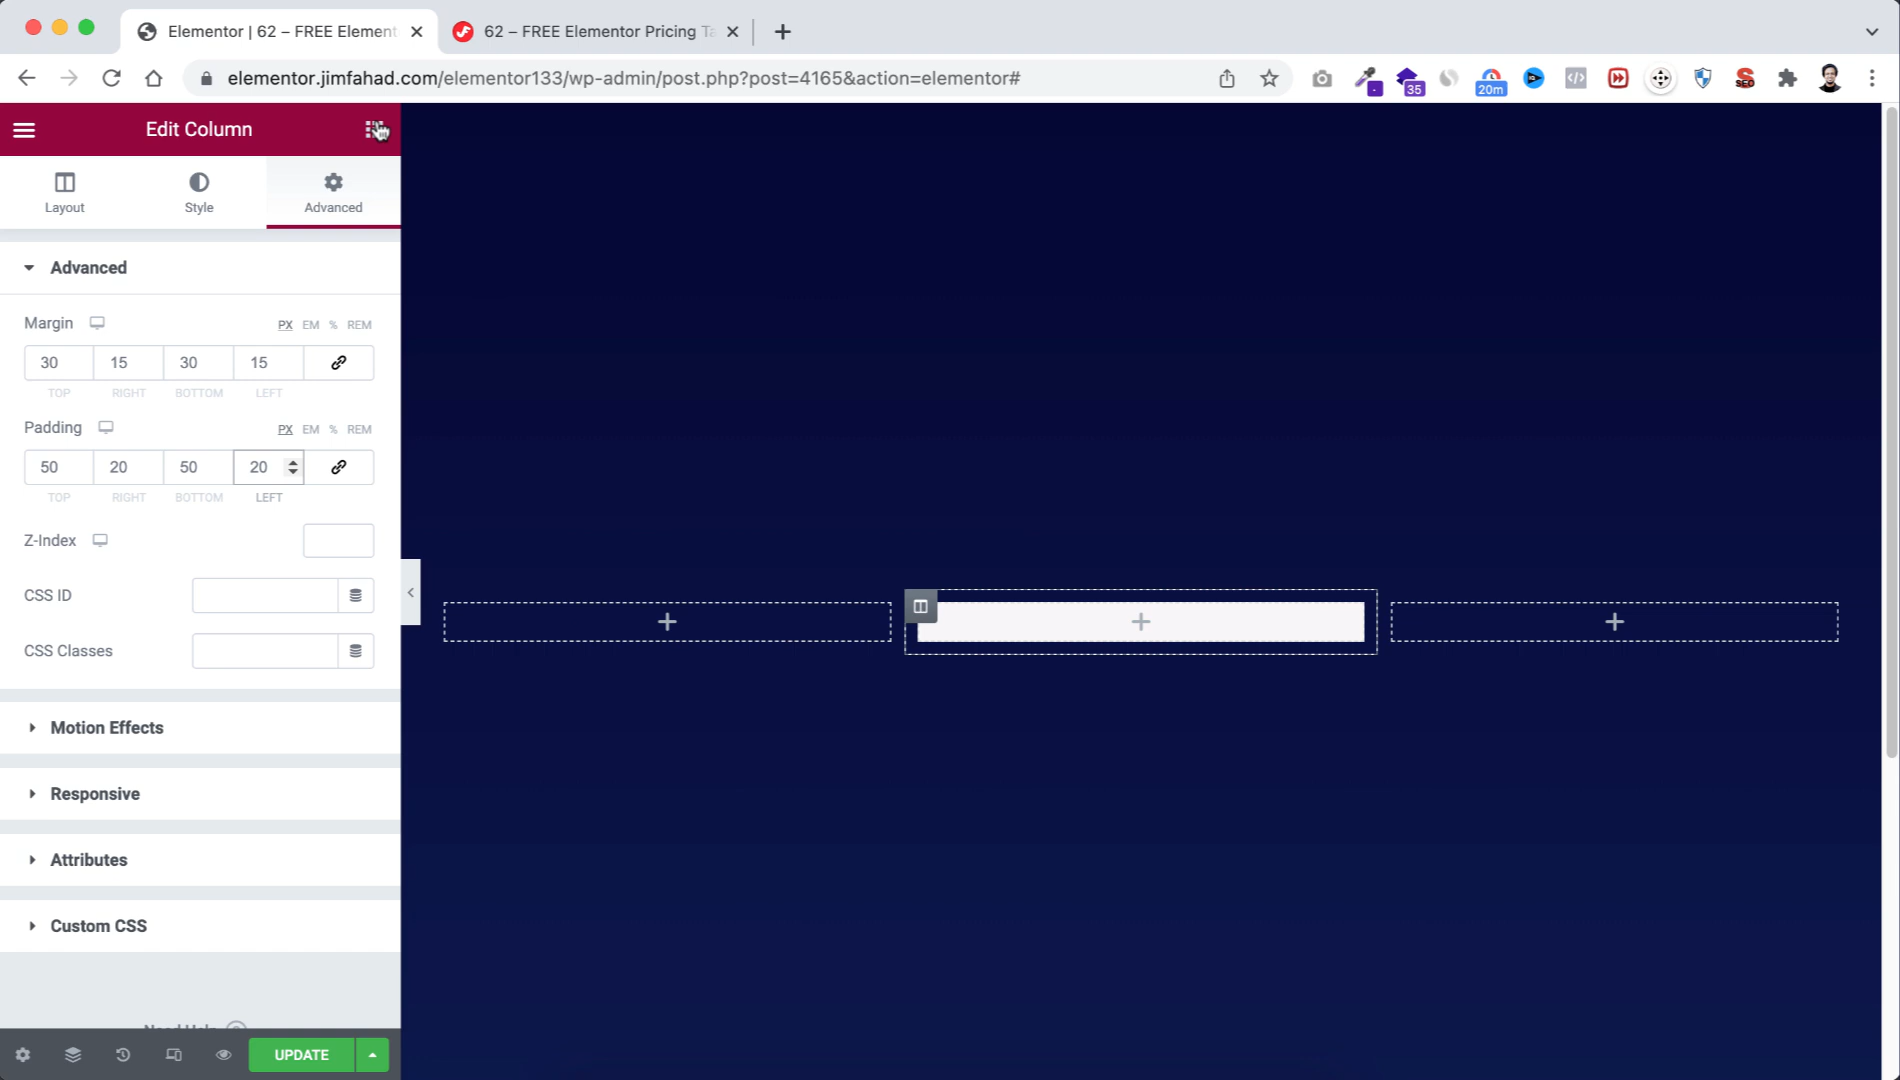 Elementor | 62 – FREE Element
62 – FREE Elementor Pricing Ta
elementor.jimfahad.com/elementor133/wp-admin/post.php?post=4165&action=elementor#
35
20m
SEO
Edit Column
Layout
Style
Advanced
Advanced
Margin
PX EM % REM
30 15 30 15
TOP RIGHT BOTTOM LEFT
Padding
PX EM % REM
50 20 50 20
TOP RIGHT BOTTOM LEFT
Z-Index
CSS ID
CSS Classes
Motion Effects
Responsive
Attributes
Custom CSS
Need Help
UPDATE